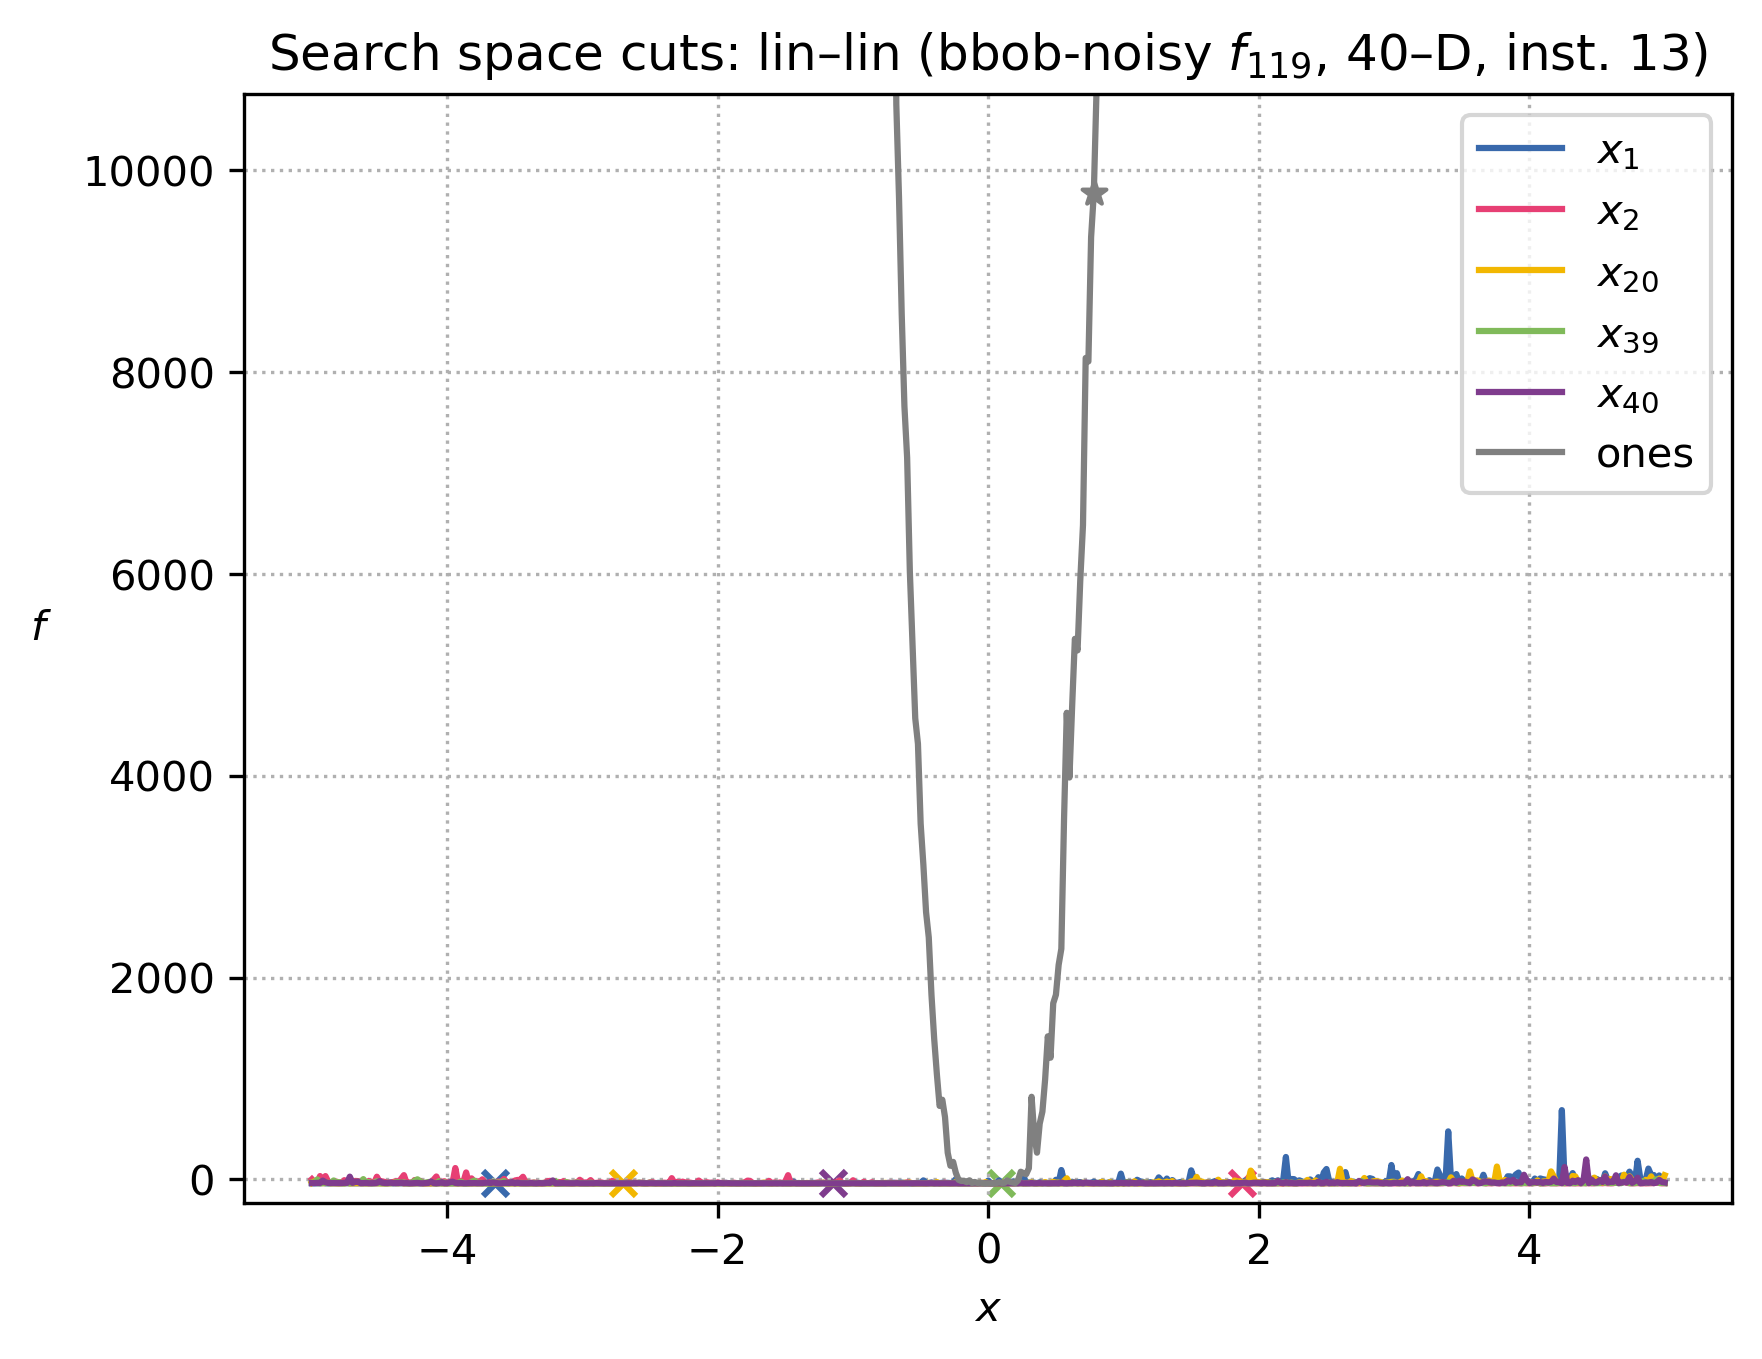 Search space cuts: lin–lin (bbob-noisy f₁₁₉, 40–D, inst. 13)
10000
8000
6000
4000
2000
0
f
−4
−2
0
2
4
x
x₁
x₂
x₂₀
x₃₉
x₄₀
ones